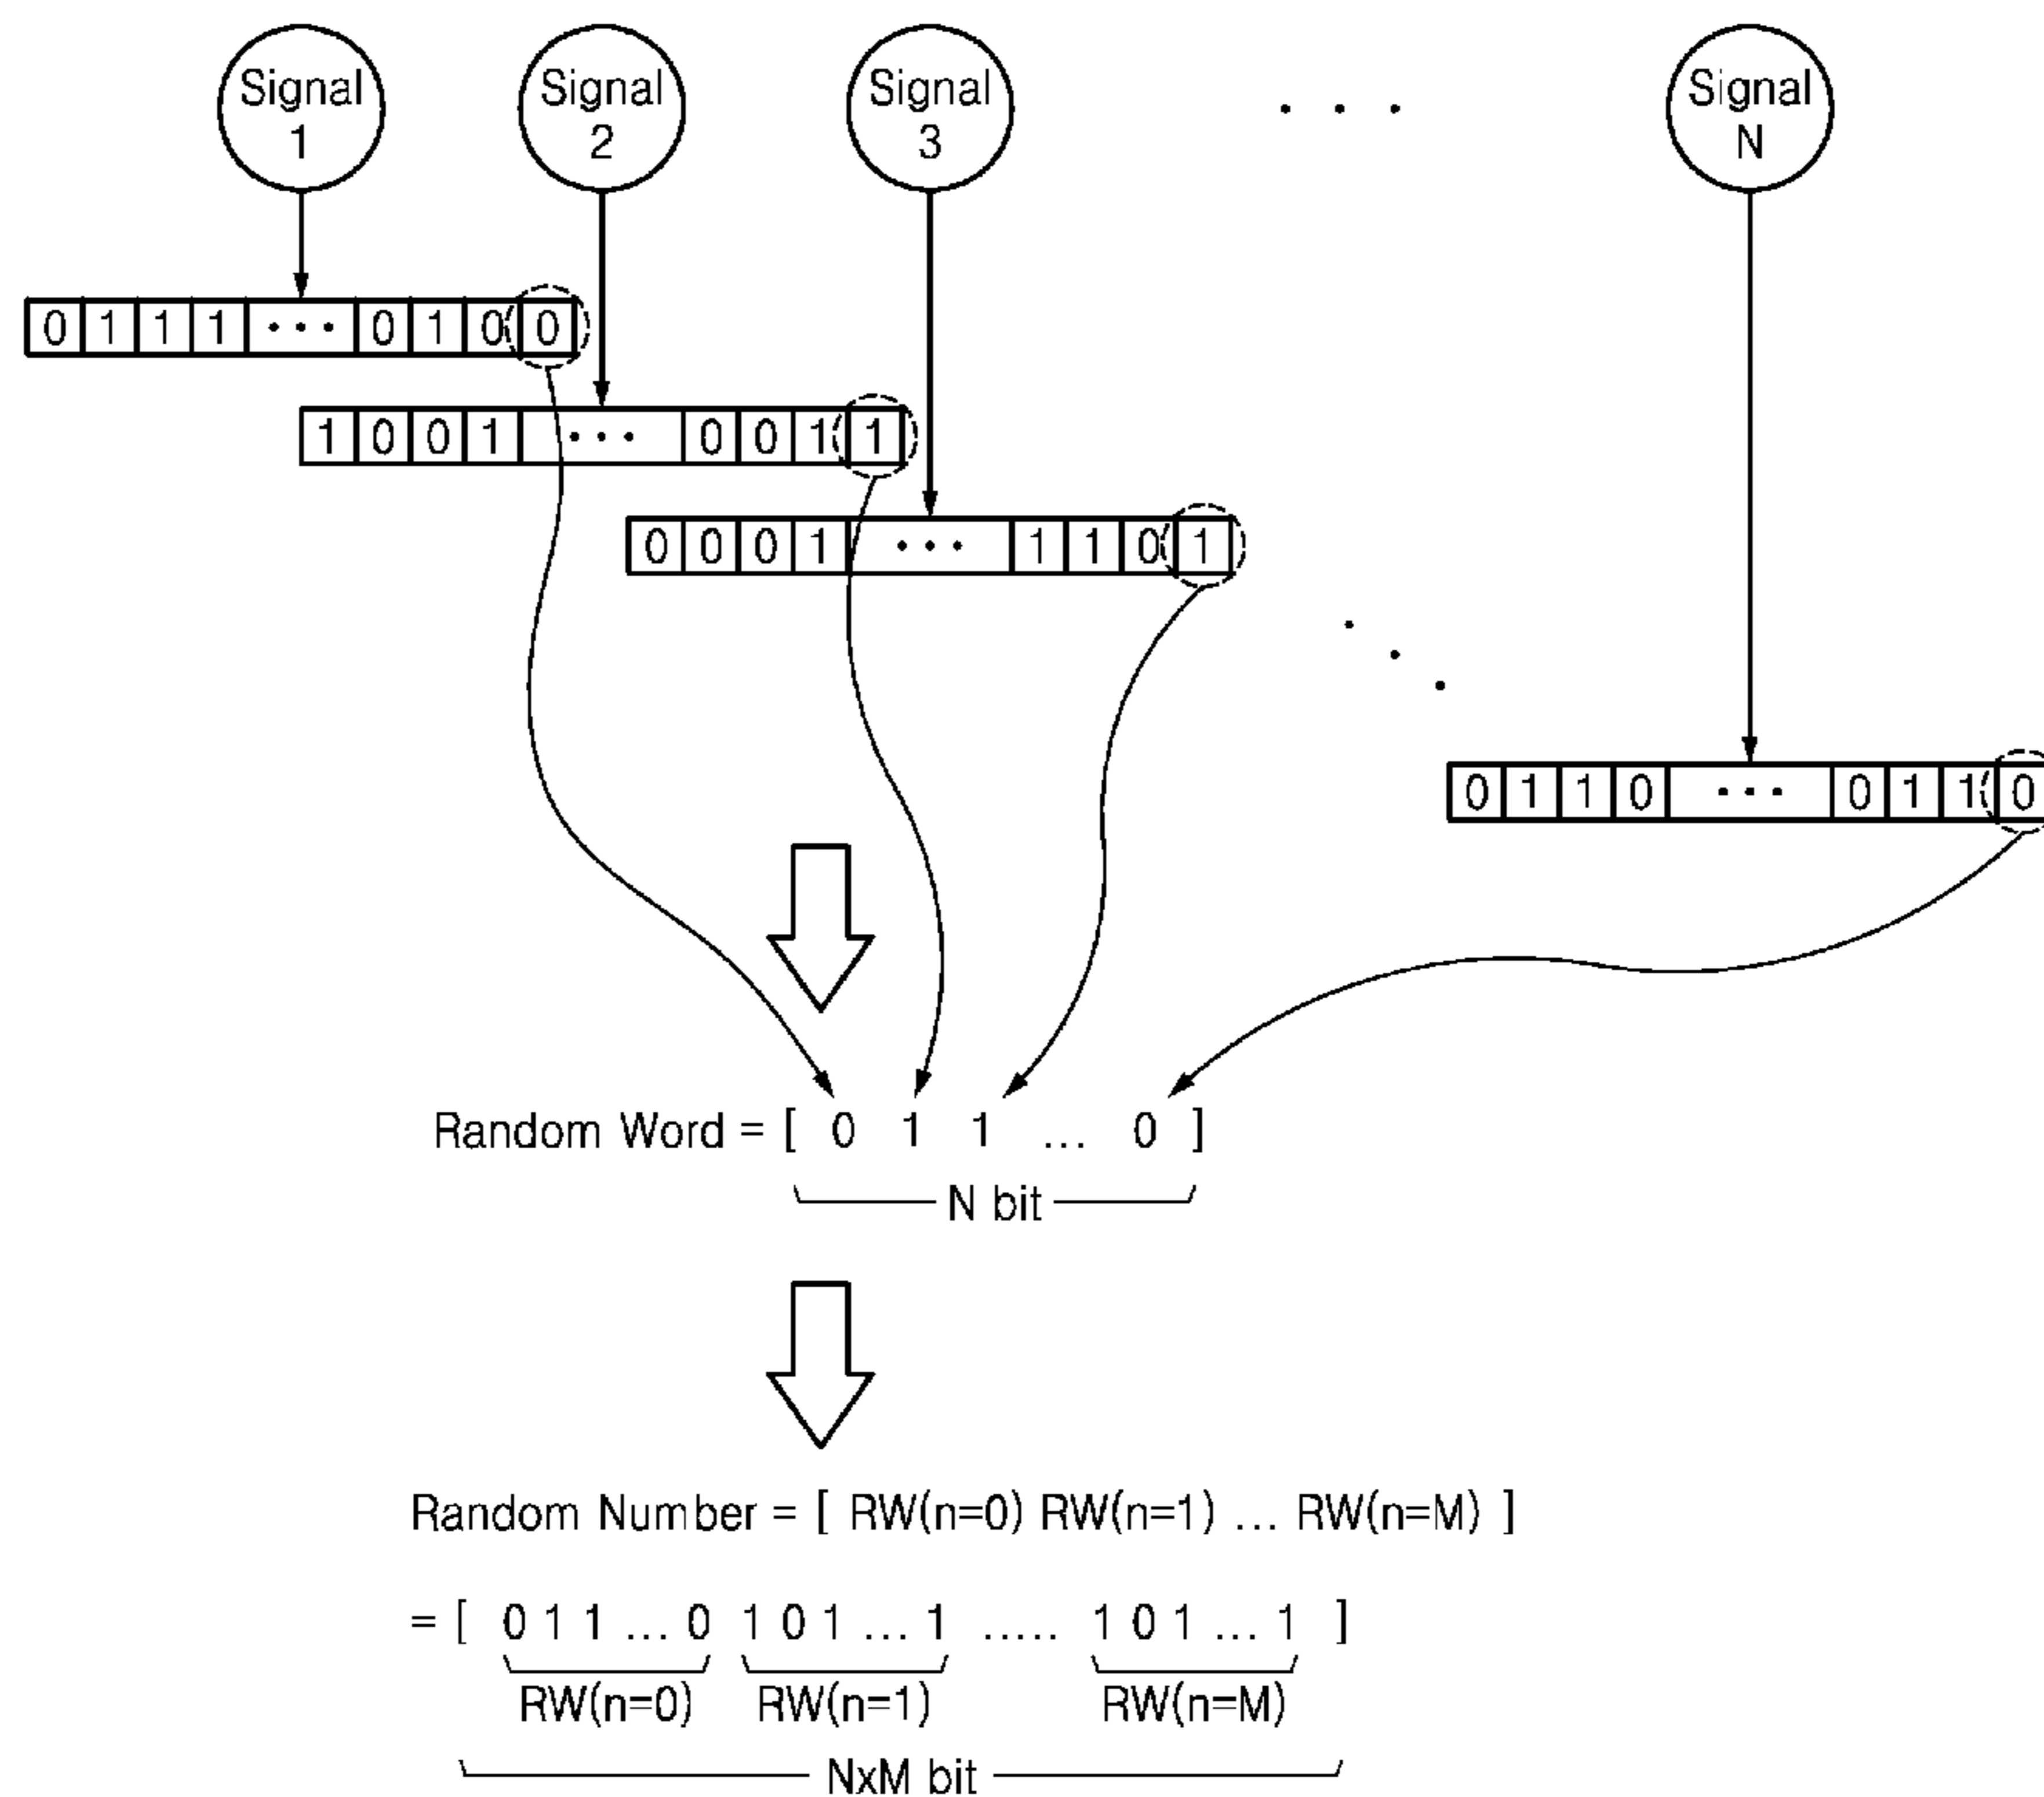 Signal 1
Signal 2
Signal 3
. . .
Signal N
0 1 1 1 ... 0 1 0 0
1 0 0 1 ... 0 0 1 1
0 0 0 1 ... 1 1 0 1
0 1 1 0 ... 0 1 1 0
Random Word = [ 0 1 1 ... 0 ]
N bit
Random Number = [ RW(n=0) RW(n=1) ... RW(n=M) ]
= [ 0 1 1 ... 0 1 0 1 ... 1 ..... 1 0 1 ... 1 ]
RW(n=0) RW(n=1) RW(n=M)
NxM bit